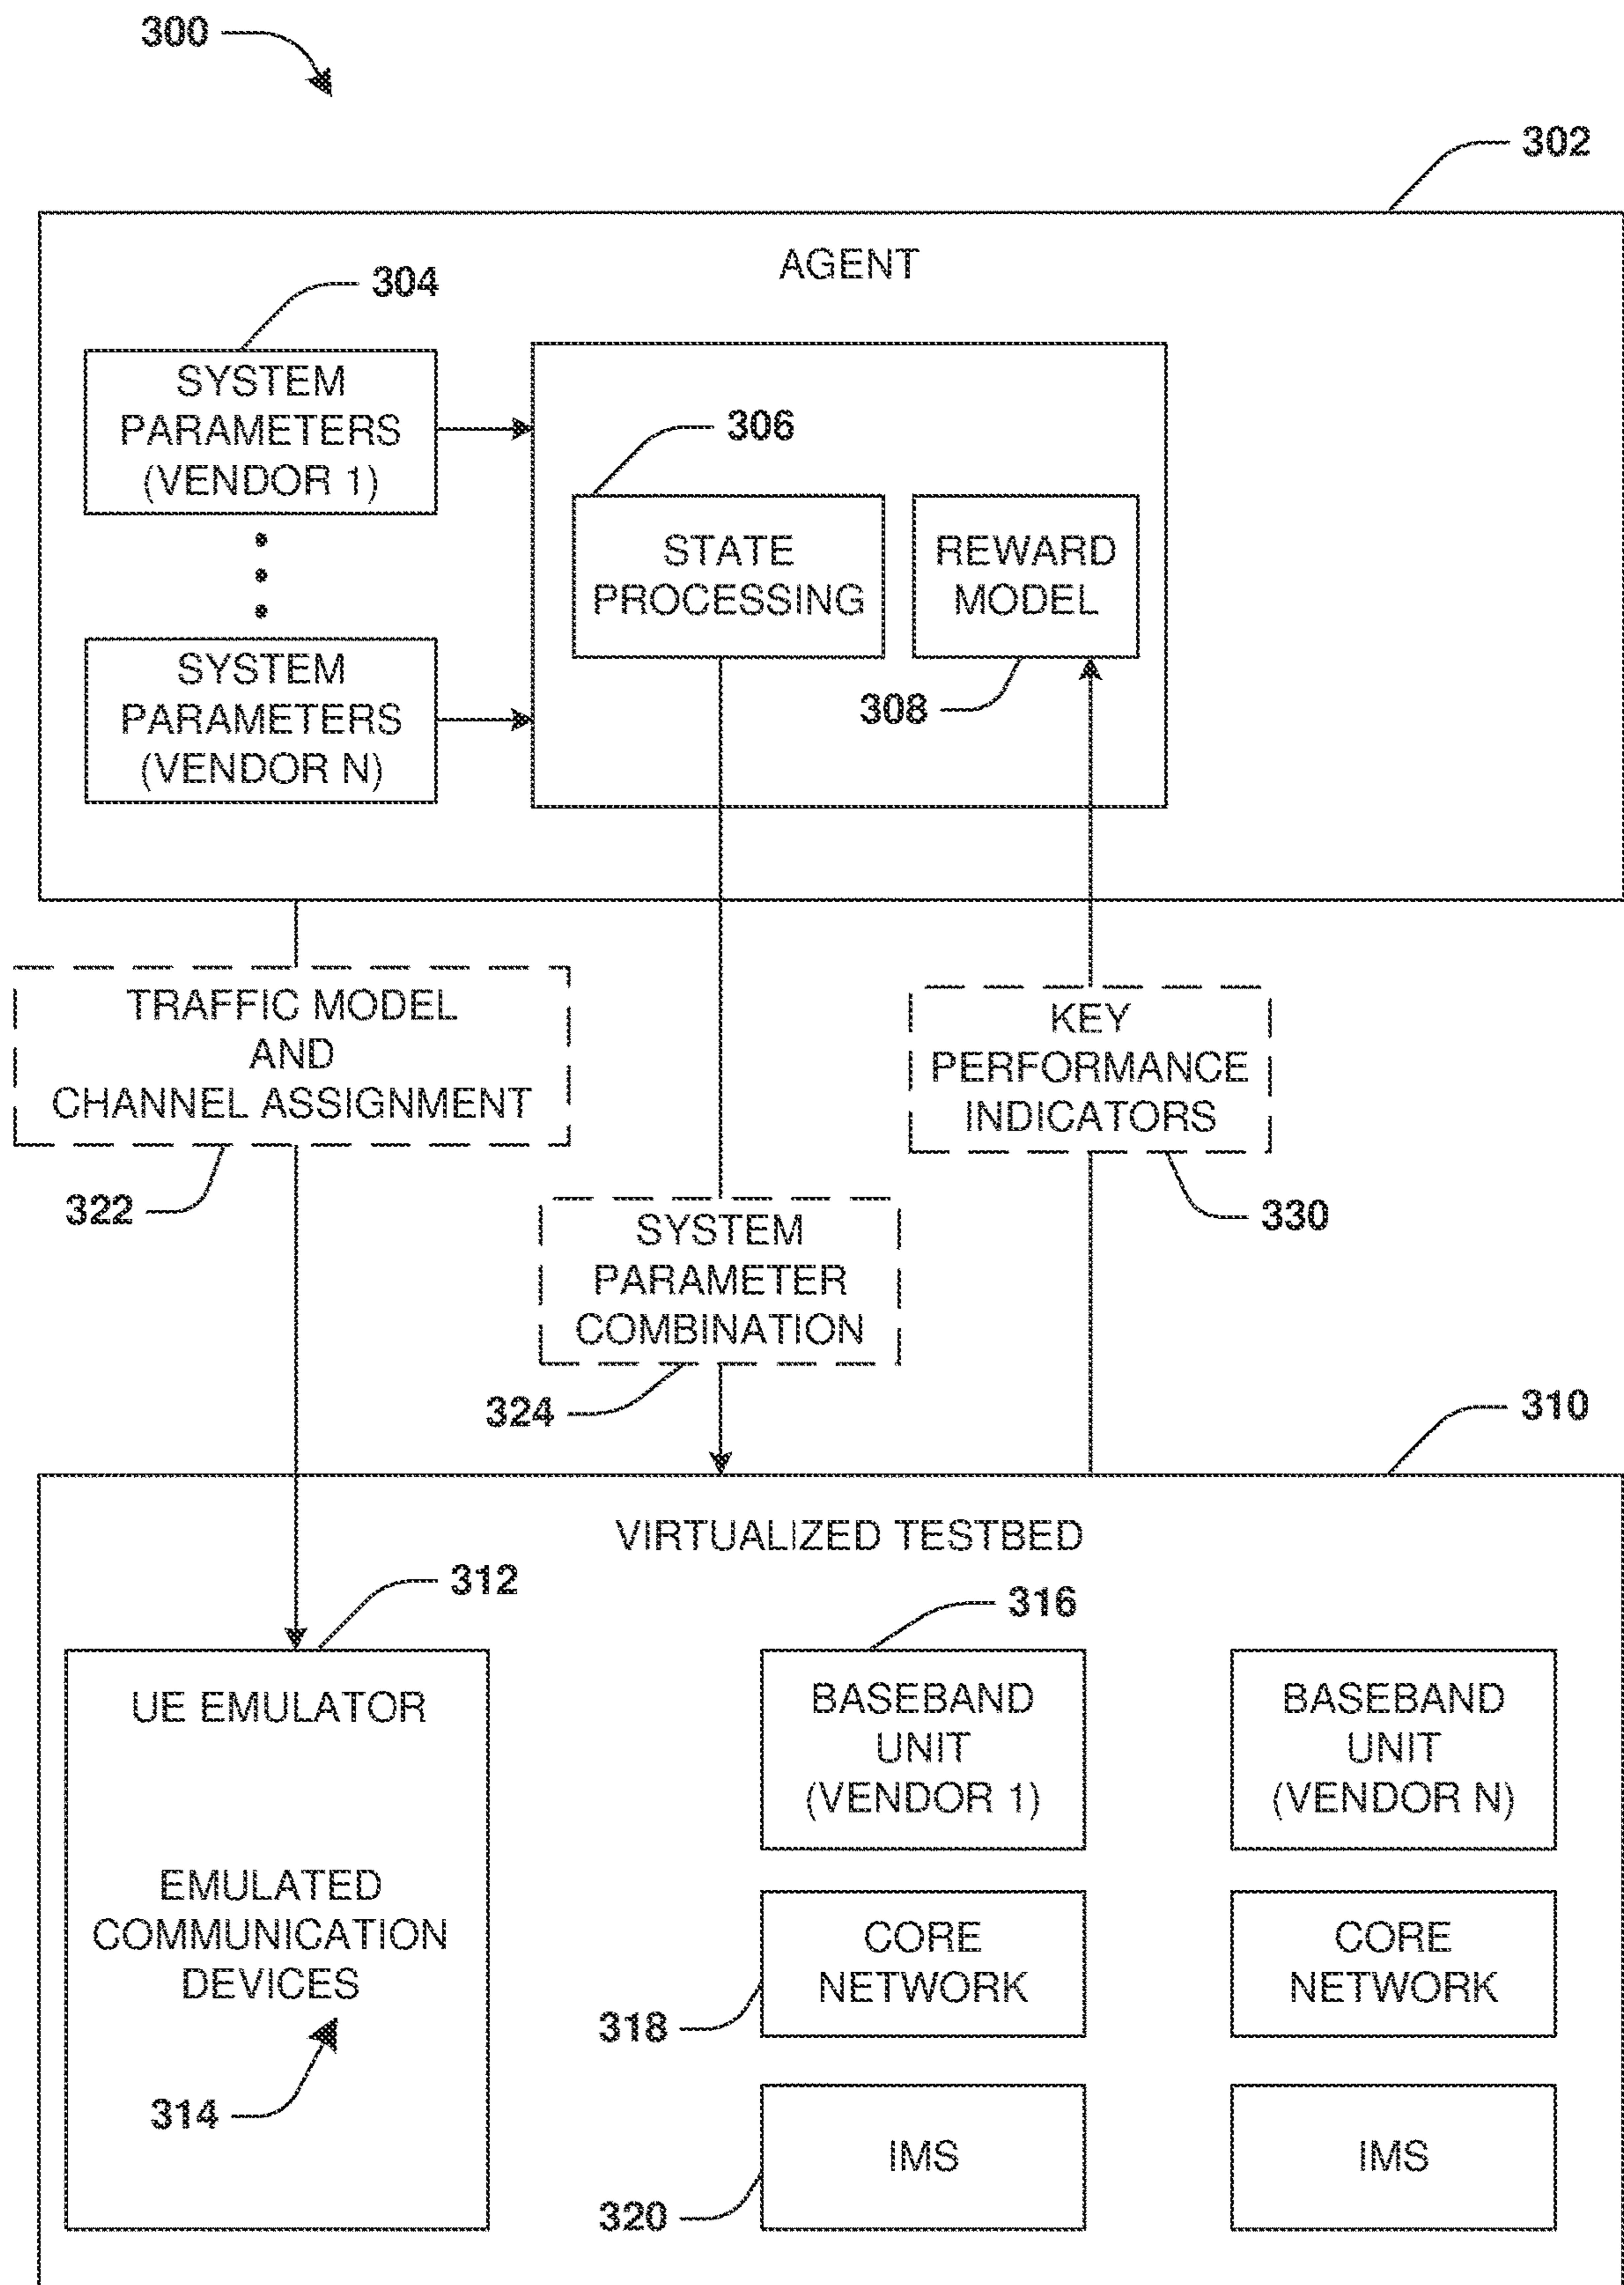 300
302
AGENT
304
SYSTEM
PARAMETERS
(VENDOR 1)
306
STATE
PROCESSING
REWARD
MODEL
308
SYSTEM
PARAMETERS
(VENDOR N)
TRAFFIC MODEL
AND
CHANNEL ASSIGNMENT
322
KEY
PERFORMANCE
INDICATORS
330
SYSTEM
PARAMETER
COMBINATION
324
310
VIRTUALIZED TESTBED
312
UE EMULATOR
EMULATED
COMMUNICATION
DEVICES
314
316
BASEBAND
UNIT
(VENDOR 1)
BASEBAND
UNIT
(VENDOR N)
CORE
NETWORK
318
CORE
NETWORK
IMS
320
IMS